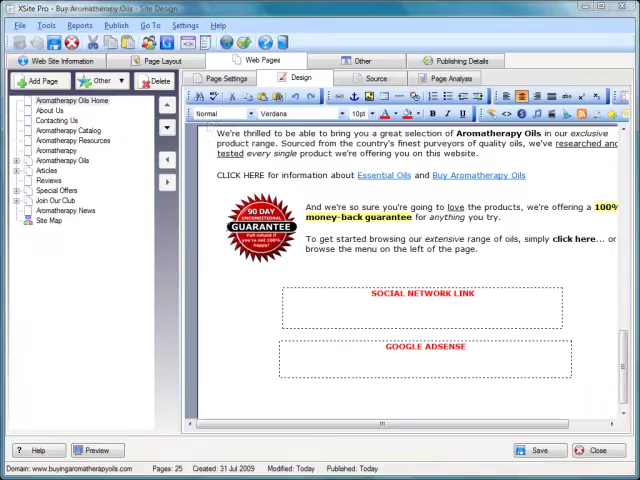 XSite Pro - Buy Aromatherapy Oils - Site Design
File Tools Reports Publish Go To Settings Help
Web Site Information Page Layout Web Pages Other Publishing Details
Add Page Other Delete
Page Settings Design Source Page Analysis
Normal Verdana 10pt B I U
Aromatherapy Oils Home
About Us
Contacting Us
Aromatherapy Catalog
Aromatherapy Resources
Aromatherapy
Aromatherapy Oils
Articles
Reviews
Special Offers
Join Our Club
Aromatherapy News
Site Map
We're thrilled to be able to bring you a great selection of Aromatherapy Oils in our exclusive
product range. Sourced from the country's finest purveyors of quality oils, we've researched and
tested every single product we're offering you on this website.
CLICK HERE for information about Essential Oils and Buy Aromatherapy Oils
90 DAY
UNCONDITIONAL
GUARANTEE
Full refund if
you're not 100%
happy!
And we're so sure you're going to love the products, we're offering a 100%
money-back guarantee for anything you try.
To get started browsing our extensive range of oils, simply click here... or
browse the menu on the left of the page.
SOCIAL NETWORK LINK
GOOGLE ADSENSE
? Help Preview Save Close
Domain: www.buyingaromatherapyoils.com Pages: 25 Created: 31 Jul 2009 Modified: Today Published: Today